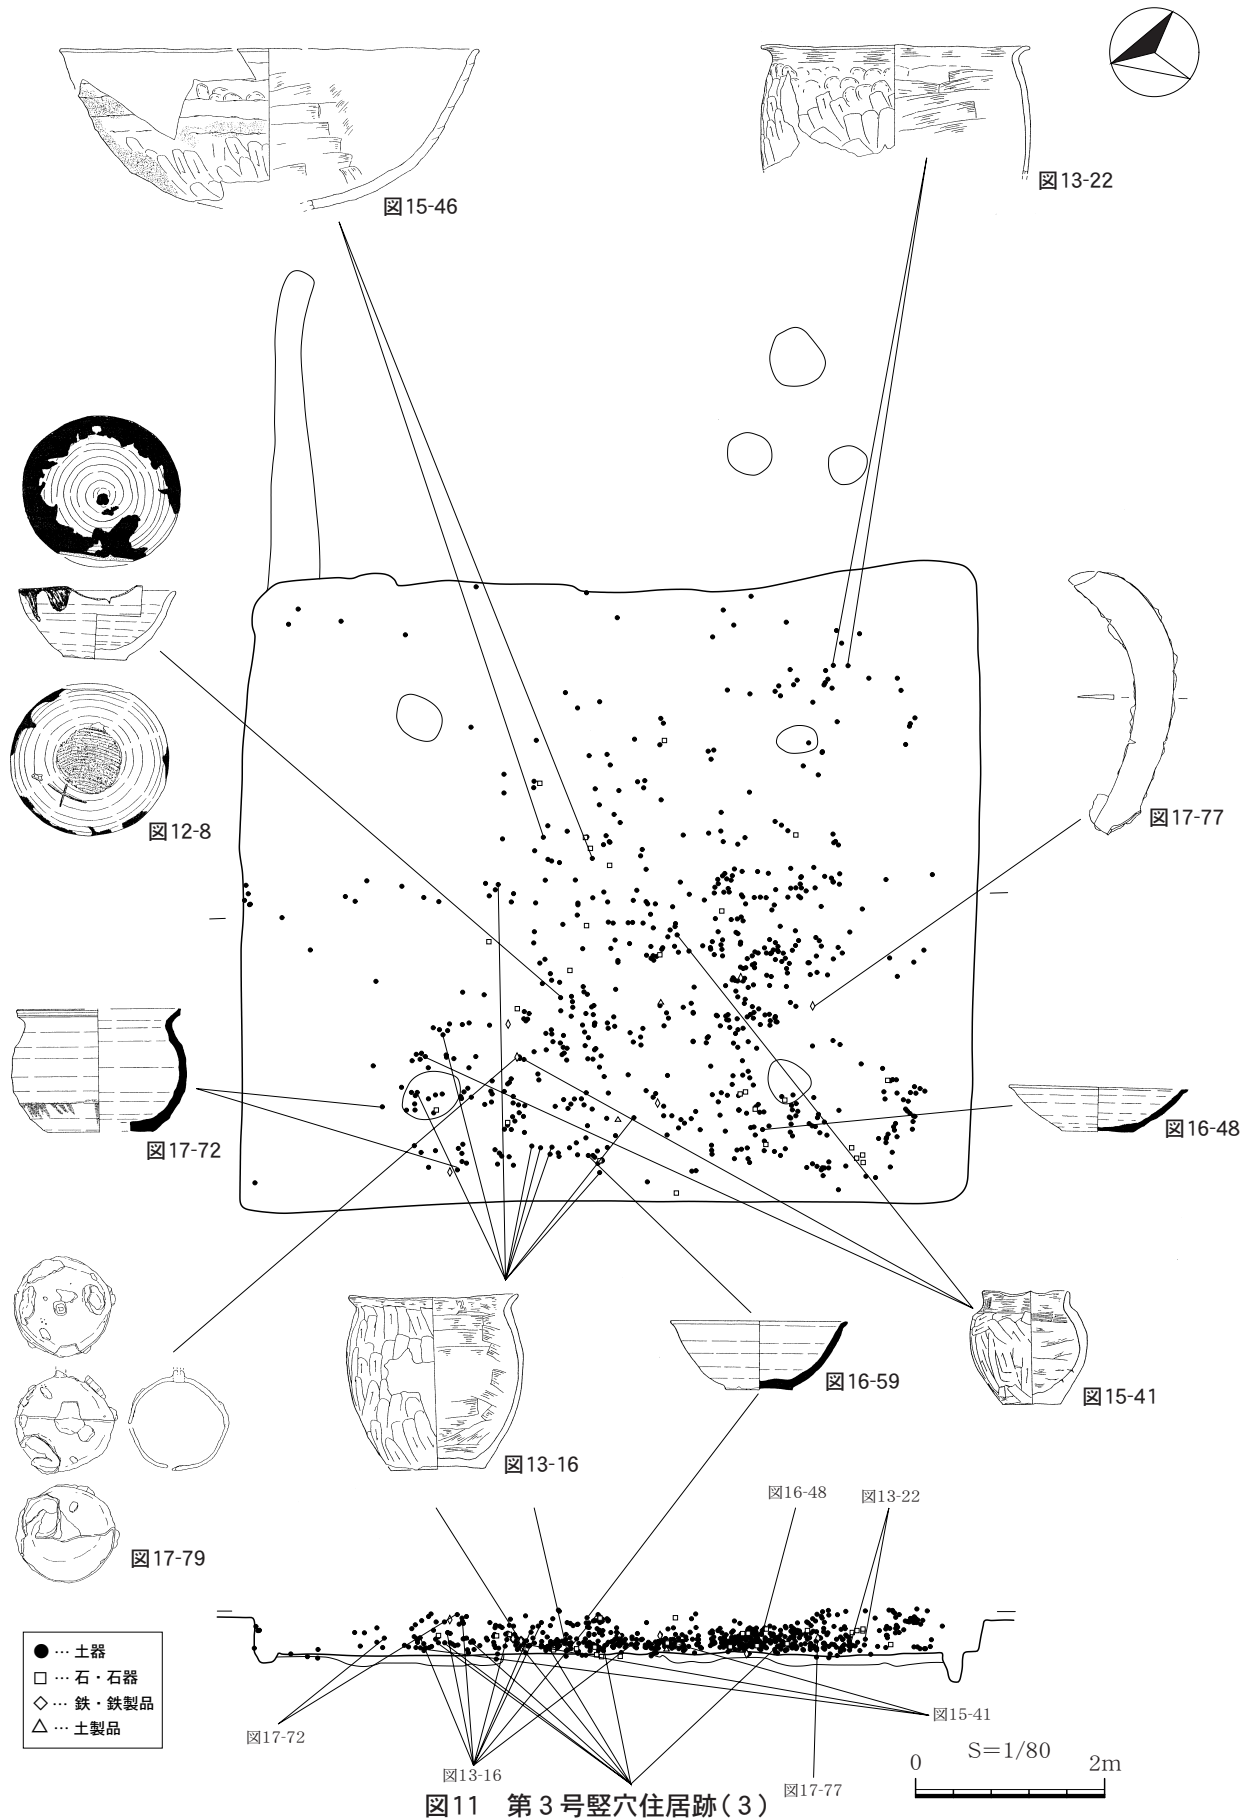 図15-46
図13-22
図12-8
図17-77
図17-72
図16-48
図16-59
図15-41
図13-16
図17-79
図16-48
図13-22
● … 土器
□ … 石・石器
◇ … 鉄・鉄製品
△ … 土製品
図17-72
図13-16
図15-41
図17-77
S=1/80
0 2m
図11 第3号竪穴住居跡(3)